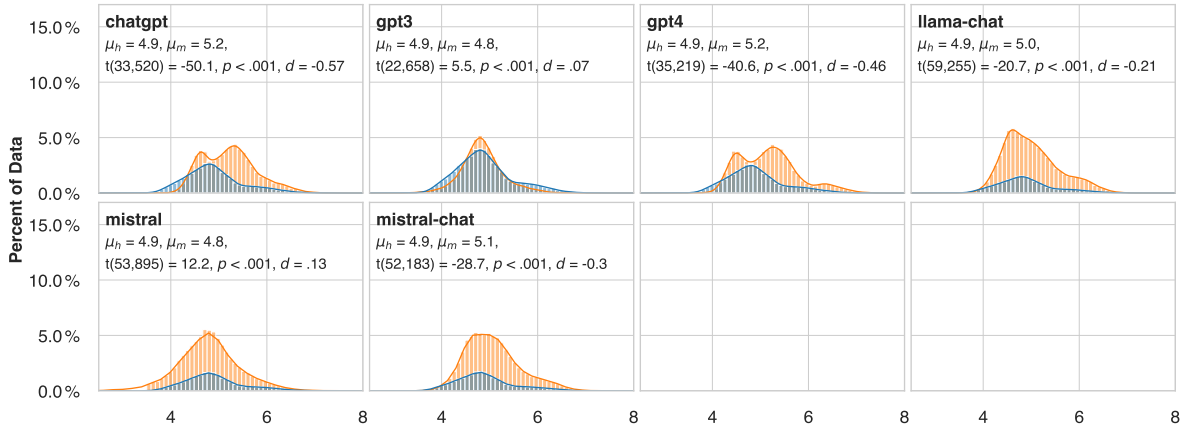 Percent of Data
15.0 %
10.0 %
5.0 %
0.0 %
chatgpt
μh = 4.9, μm = 5.2,
t(33,520) = -50.1, p < .001, d = -0.57
gpt3
μh = 4.9, μm = 4.8,
t(22,658) = 5.5, p < .001, d = .07
gpt4
μh = 4.9, μm = 5.2,
t(35,219) = -40.6, p < .001, d = -0.46
llama-chat
μh = 4.9, μm = 5.0,
t(59,255) = -20.7, p < .001, d = -0.21
15.0 %
10.0 %
5.0 %
0.0 %
mistral
μh = 4.9, μm = 4.8,
t(53,895) = 12.2, p < .001, d = .13
mistral-chat
μh = 4.9, μm = 5.1,
t(52,183) = -28.7, p < .001, d = -0.3
4 6 8
4 6 8
4 6 8
4 6 8